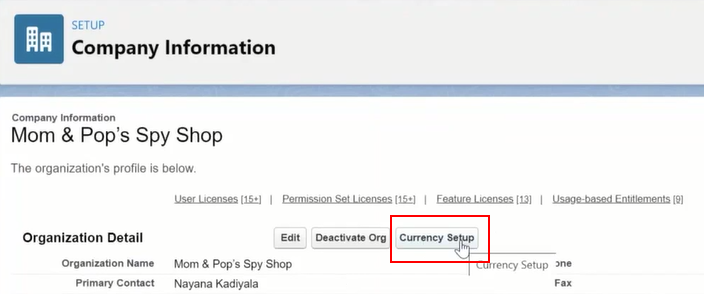 SETUP
Company Information
Company Information
Mom & Pop's Spy Shop
The organization's profile is below.
User Licenses [15+] | Permission Set Licenses [15+] | Feature Licenses [13] | Usage-based Entitlements [9]
Organization Detail Edit Deactivate Org Currency Setup
Organization Name Mom & Pop's Spy Shop Currency Setup one
Primary Contact Nayana Kadiyala Fax